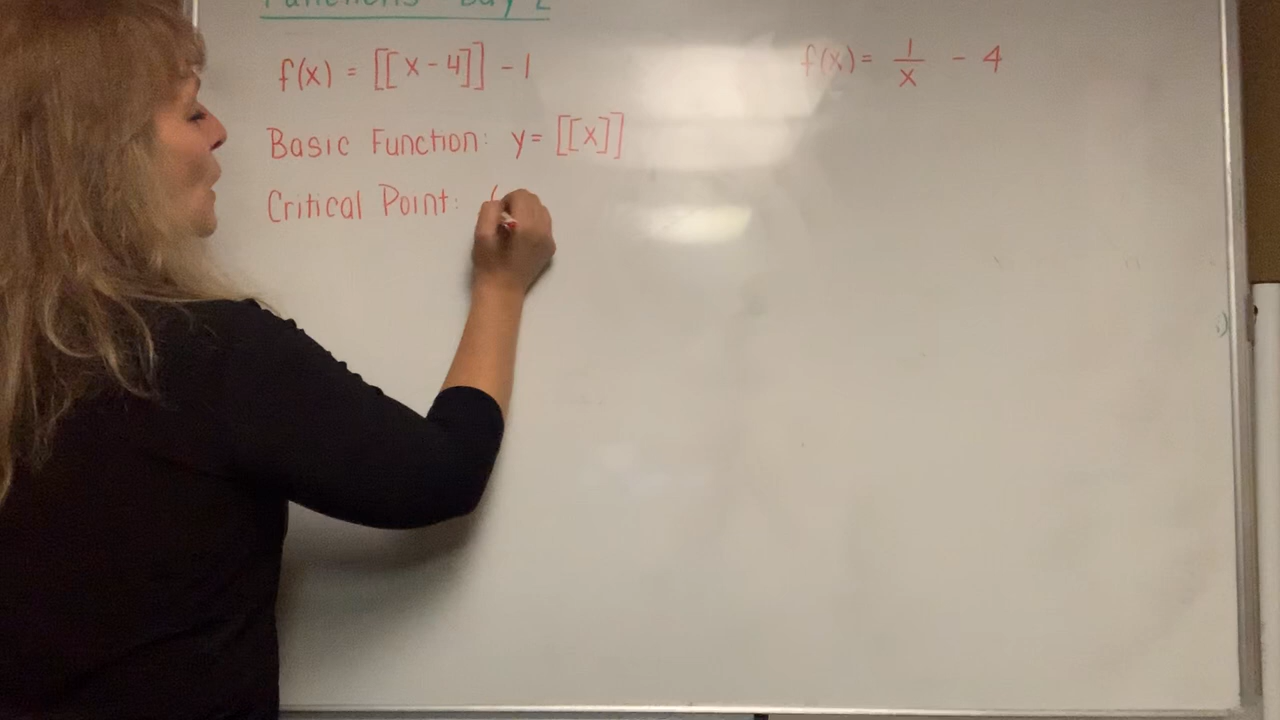 Functions Day 2
f(x) = [[x-4]] - 1
Basic Function: y = [[x]]
Critical Point: (
f(x) = 1/x - 4